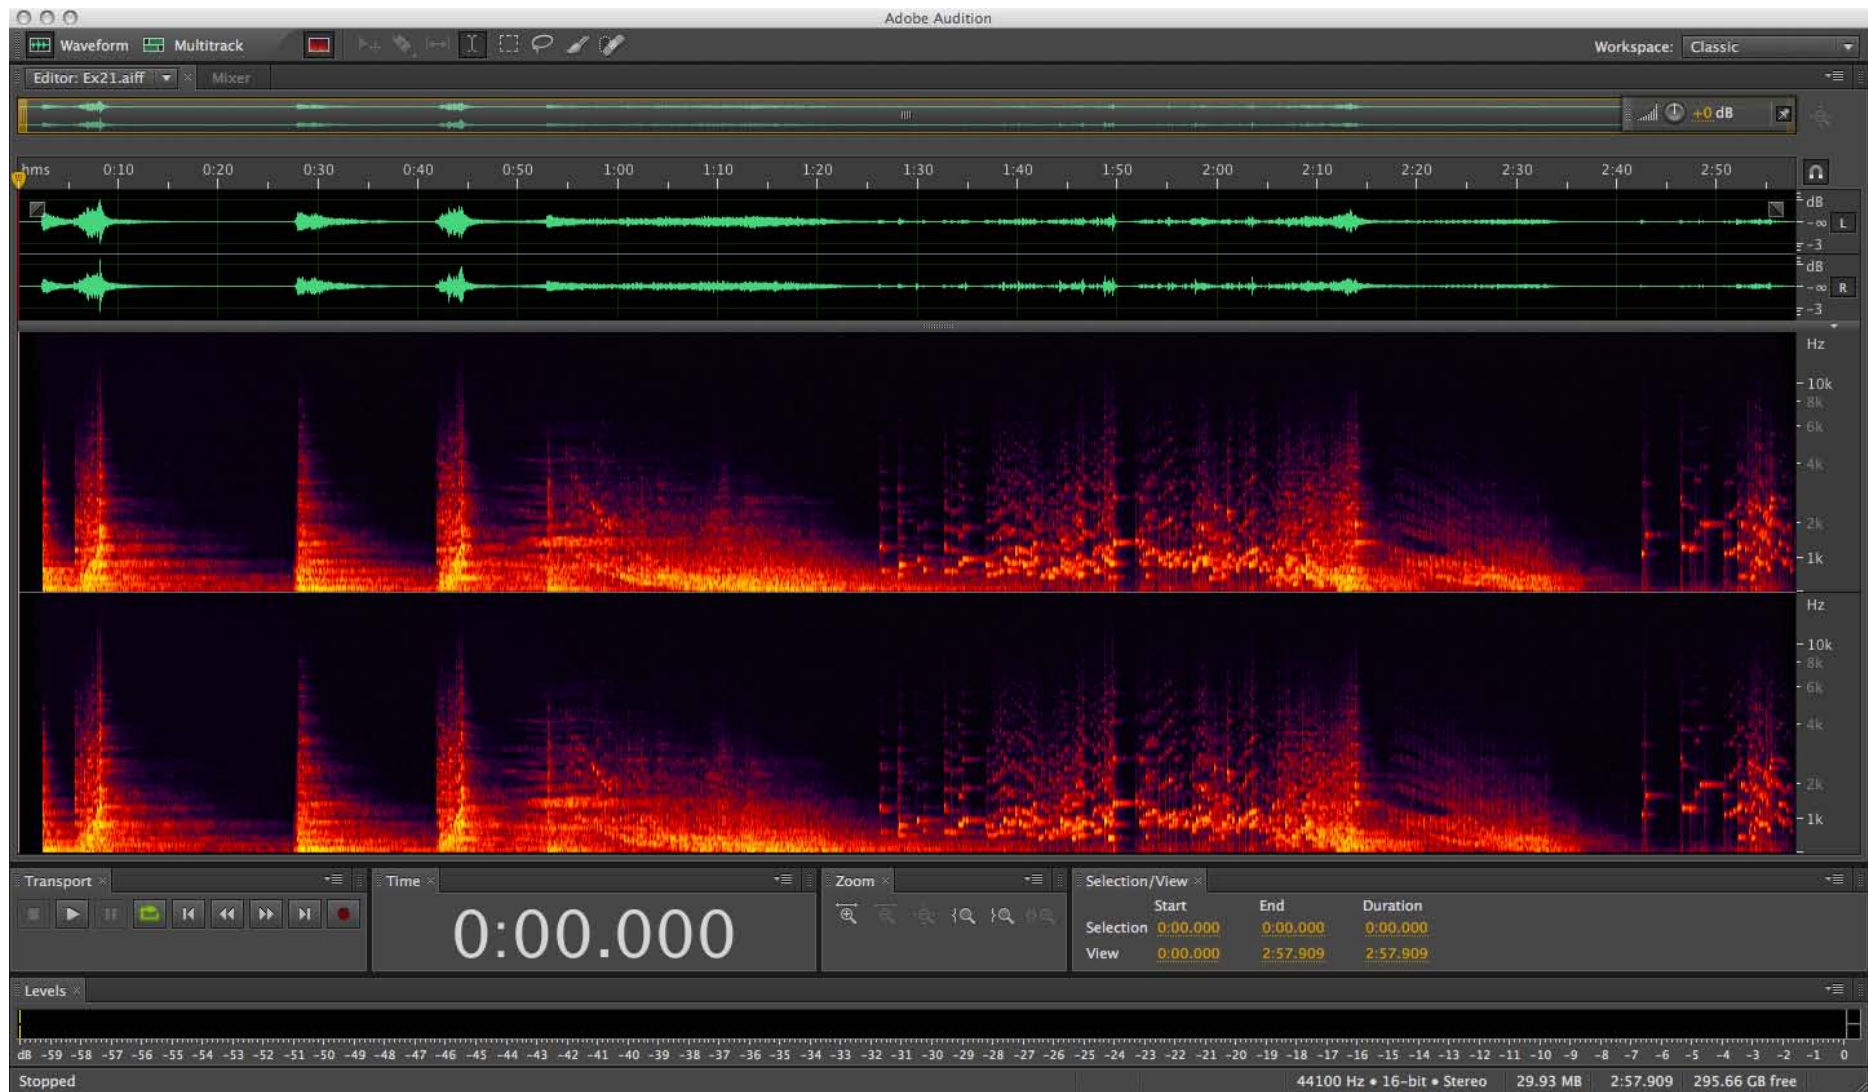 Adobe Audition
Waveform Multitrack
Workspace: Classic
Editor: Ex21.aiff Mixer
+0 dB
hms 0:10 0:20 0:30 0:40 0:50 1:00 1:10 1:20 1:30 1:40 1:50 2:00 2:10 2:20 2:30 2:40 2:50
dB
-∞ L
-3
dB
-∞ R
-3
Hz
10k
8k
6k
4k
2k
1k
Hz
10k
8k
6k
4k
2k
1k
Transport Time Zoom Selection/View
Start End Duration
Selection 0:00.000 0:00.000 0:00.000
View 0:00.000 2:57.909 2:57.909
0:00.000
Levels
dB -59 -58 -57 -56 -55 -54 -53 -52 -51 -50 -49 -48 -47 -46 -45 -44 -43 -42 -41 -40 -39 -38 -37 -36 -35 -34 -33 -32 -31 -30 -29 -28 -27 -26 -25 -24 -23 -22 -21 -20 -19 -18 -17 -16 -15 -14 -13 -12 -11 -10 -9 -8 -7 -6 -5 -4 -3 -2 -1 0
Stopped 44100 Hz • 16-bit • Stereo 29.93 MB 2:57.909 295.66 GB free